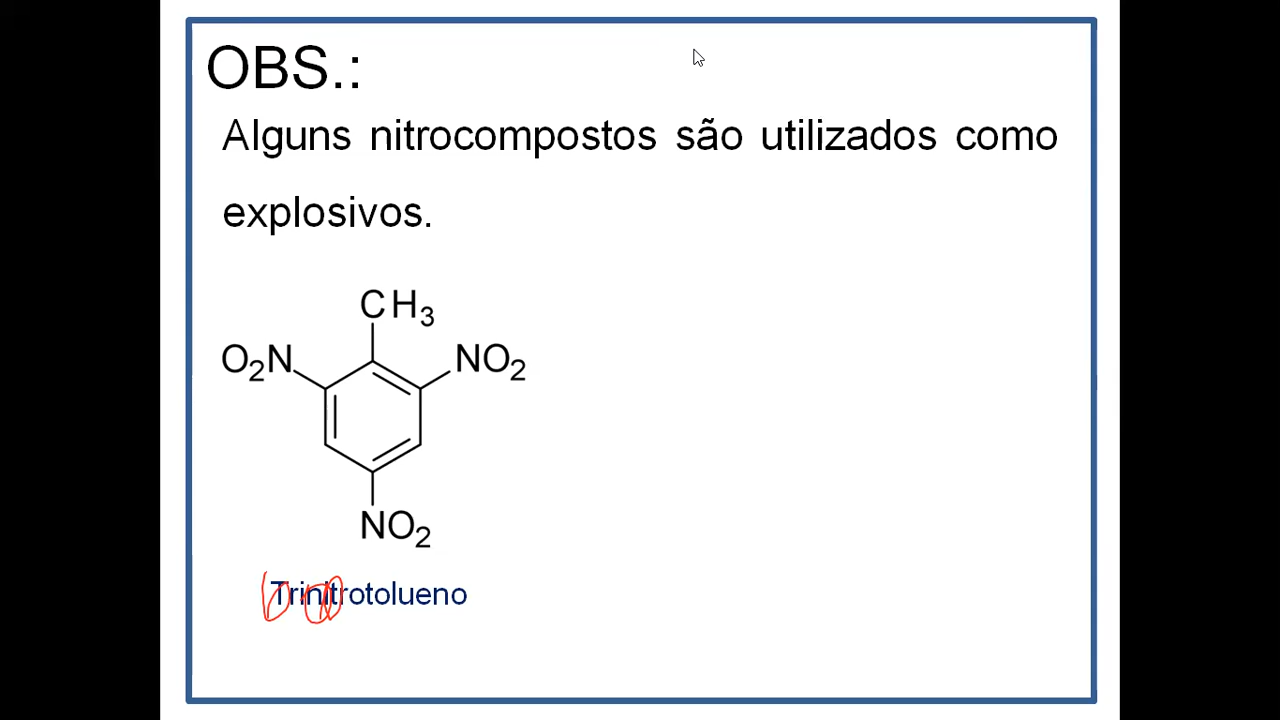 OBS.:
Alguns nitrocompostos são utilizados como
explosivos.
CH3
O2N NO2
NO2
Trinitrotolueno